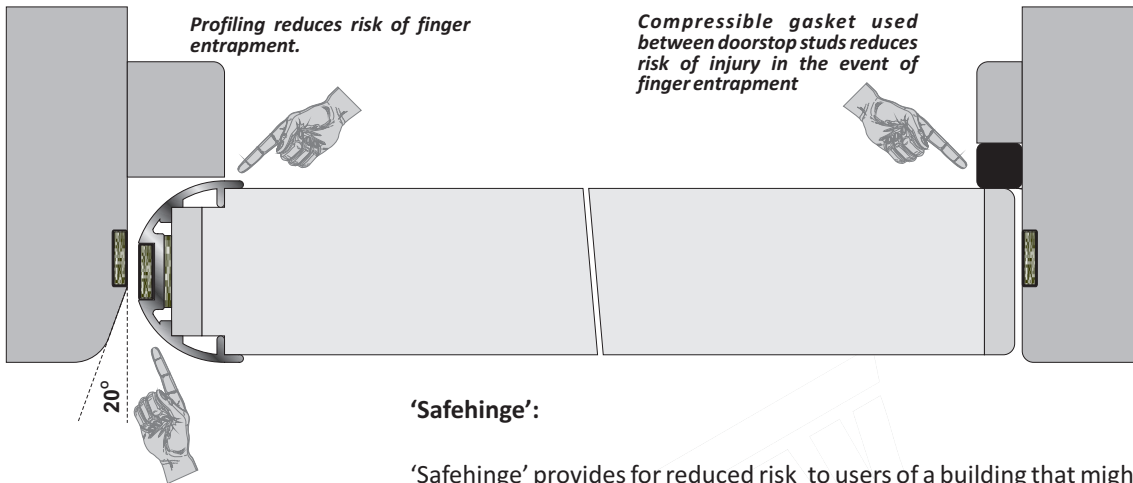 Profiling reduces risk of finger
entrapment.
Compressible gasket used
between doorstop studs reduces
risk of injury in the event of
finger entrapment
20°
‘Safehinge’:
‘Safehinge’ provides for reduced risk to users of a building that